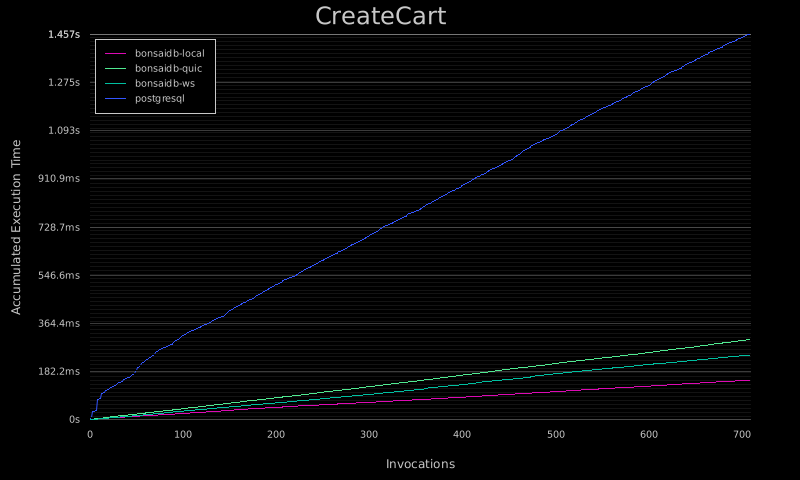 CreateCart
1.457s
bonsaidb-local
bonsaidb-quic
bonsaidb-ws
postgresql
1.275s
1.093s
910.9ms
728.7ms
546.6ms
364.4ms
182.2ms
0s
Accumulated Execution Time
0 100 200 300 400 500 600 700
Invocations